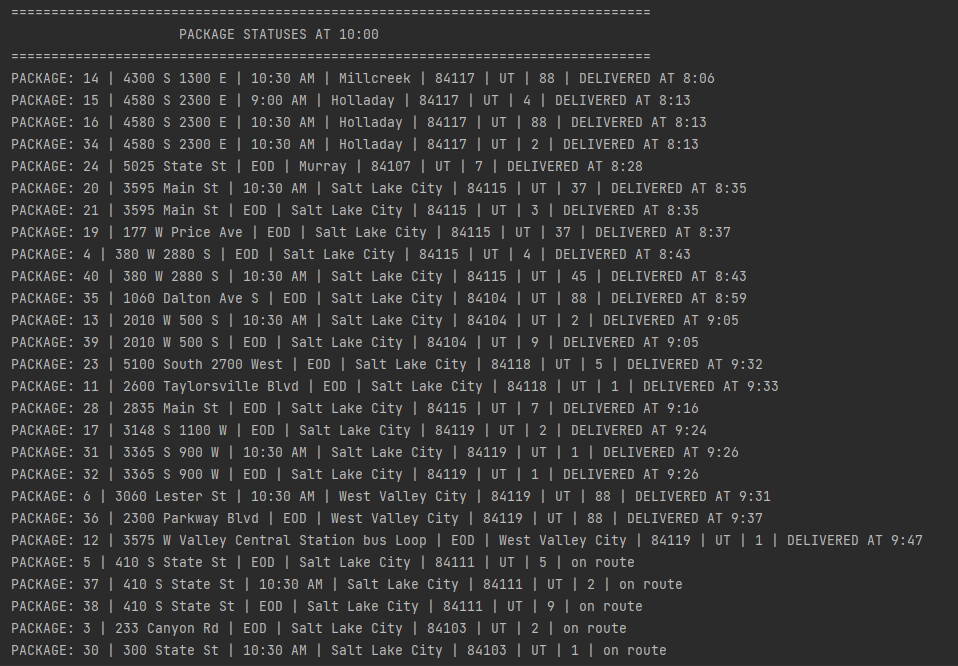 ================================================================================
PACKAGE STATUSES AT 10:00
================================================================================
PACKAGE: 14 | 4300 S 1300 E | 10:30 AM | Millcreek | 84117 | UT | 88 | DELIVERED AT 8:06
PACKAGE: 15 | 4580 S 2300 E | 9:00 AM | Holladay | 84117 | UT | 4 | DELIVERED AT 8:13
PACKAGE: 16 | 4580 S 2300 E | 10:30 AM | Holladay | 84117 | UT | 88 | DELIVERED AT 8:13
PACKAGE: 34 | 4580 S 2300 E | 10:30 AM | Holladay | 84117 | UT | 2 | DELIVERED AT 8:13
PACKAGE: 24 | 5025 State St | EOD | Murray | 84107 | UT | 7 | DELIVERED AT 8:28
PACKAGE: 20 | 3595 Main St | 10:30 AM | Salt Lake City | 84115 | UT | 37 | DELIVERED AT 8:35
PACKAGE: 21 | 3595 Main St | EOD | Salt Lake City | 84115 | UT | 3 | DELIVERED AT 8:35
PACKAGE: 19 | 177 W Price Ave | EOD | Salt Lake City | 84115 | UT | 37 | DELIVERED AT 8:37
PACKAGE: 4 | 380 W 2880 S | EOD | Salt Lake City | 84115 | UT | 4 | DELIVERED AT 8:43
PACKAGE: 40 | 380 W 2880 S | 10:30 AM | Salt Lake City | 84115 | UT | 45 | DELIVERED AT 8:43
PACKAGE: 35 | 1060 Dalton Ave S | EOD | Salt Lake City | 84104 | UT | 88 | DELIVERED AT 8:59
PACKAGE: 13 | 2010 W 500 S | 10:30 AM | Salt Lake City | 84104 | UT | 2 | DELIVERED AT 9:05
PACKAGE: 39 | 2010 W 500 S | EOD | Salt Lake City | 84104 | UT | 9 | DELIVERED AT 9:05
PACKAGE: 23 | 5100 South 2700 West | EOD | Salt Lake City | 84118 | UT | 5 | DELIVERED AT 9:32
PACKAGE: 11 | 2600 Taylorsville Blvd | EOD | Salt Lake City | 84118 | UT | 1 | DELIVERED AT 9:33
PACKAGE: 28 | 2835 Main St | EOD | Salt Lake City | 84115 | UT | 7 | DELIVERED AT 9:16
PACKAGE: 17 | 3148 S 1100 W | EOD | Salt Lake City | 84119 | UT | 2 | DELIVERED AT 9:24
PACKAGE: 31 | 3365 S 900 W | 10:30 AM | Salt Lake City | 84119 | UT | 1 | DELIVERED AT 9:26
PACKAGE: 32 | 3365 S 900 W | EOD | Salt Lake City | 84119 | UT | 1 | DELIVERED AT 9:26
PACKAGE: 6 | 3060 Lester St | 10:30 AM | West Valley City | 84119 | UT | 88 | DELIVERED AT 9:31
PACKAGE: 36 | 2300 Parkway Blvd | EOD | West Valley City | 84119 | UT | 88 | DELIVERED AT 9:37
PACKAGE: 12 | 3575 W Valley Central Station bus Loop | EOD | West Valley City | 84119 | UT | 1 | DELIVERED AT 9:47
PACKAGE: 5 | 410 S State St | EOD | Salt Lake City | 84111 | UT | 5 | on route
PACKAGE: 37 | 410 S State St | 10:30 AM | Salt Lake City | 84111 | UT | 2 | on route
PACKAGE: 38 | 410 S State St | EOD | Salt Lake City | 84111 | UT | 9 | on route
PACKAGE: 3 | 233 Canyon Rd | EOD | Salt Lake City | 84103 | UT | 2 | on route
PACKAGE: 30 | 300 State St | 10:30 AM | Salt Lake City | 84103 | UT | 1 | on route